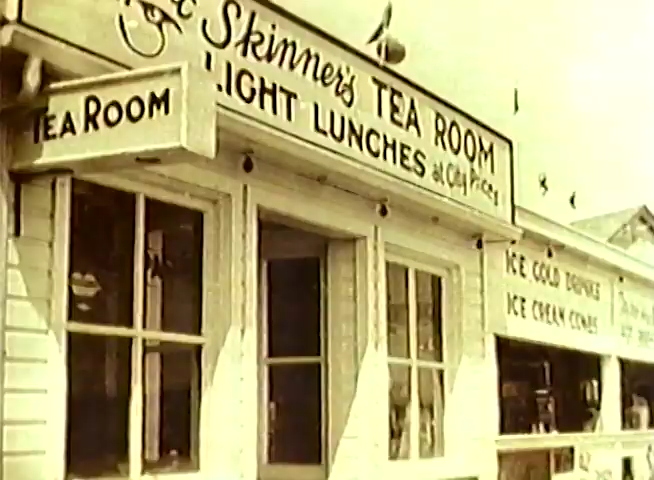 Skinner's TEA ROOM
LIGHT LUNCHES at City Prices
TEA ROOM
ICE COLD DRINKS
ICE CREAM CONES